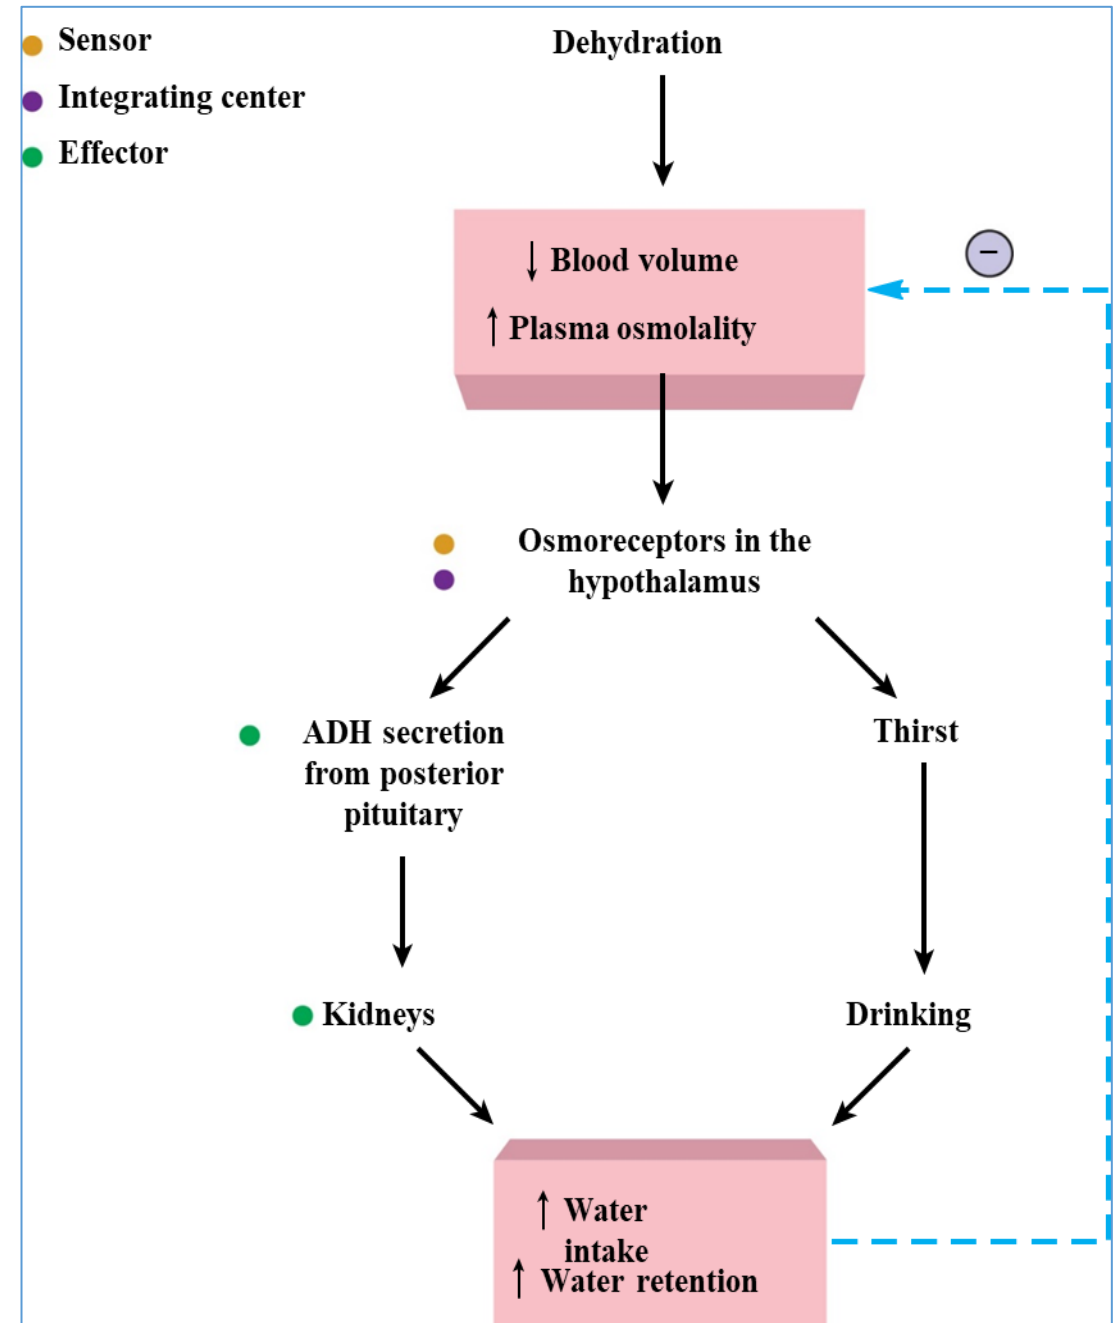 Sensor
Integrating center
Effector
Dehydration
↓ Blood volume
↑ Plasma osmolality
−
Osmoreceptors in the
hypothalamus
ADH secretion
from posterior
pituitary
Thirst
Kidneys
Drinking
↑ Water
intake
↑ Water retention